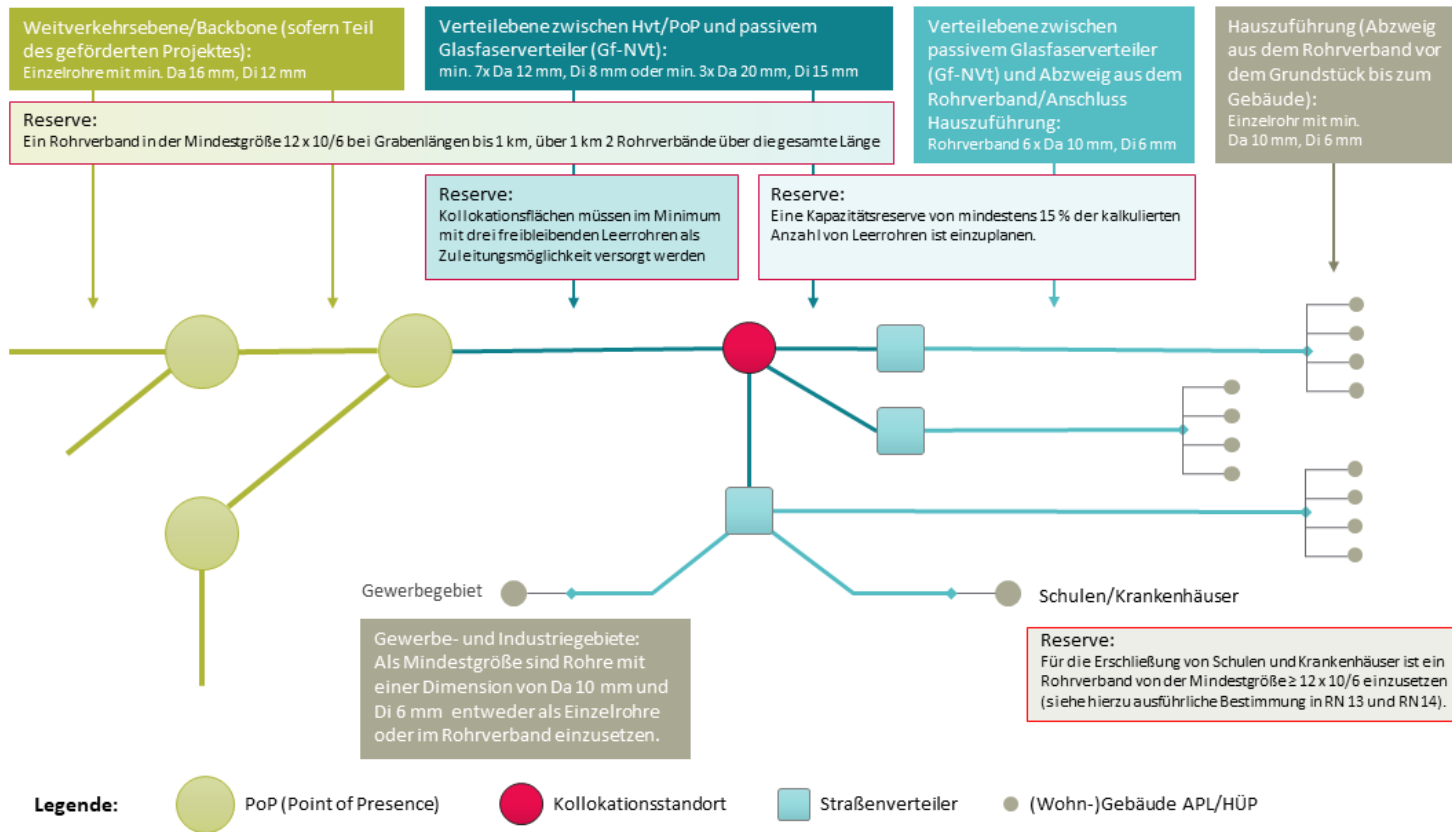 Weitverkehrsebene/Backbone (sofern Teil
des geförderten Projektes):
Einzelrohre mit min. Da 16 mm, Di 12 mm
Verteilebene zwischen Hvt/PoP und passivem
Glasfaserverteiler (Gf-NVt):
min. 7x Da 12 mm, Di 8 mm oder min. 3x Da 20 mm, Di 15 mm
Verteilebene zwischen
passivem Glasfaserverteiler
(Gf-NVt) und Abzweig aus dem
Rohrverband/Anschluss
Hauszuführung:
Rohrverband 6 x Da 10 mm, Di 6 mm
Hauszuführung (Abzweig
aus dem Rohrverband vor
dem Grundstück bis zum
Gebäude):
Einzelrohr mit min.
Da 10 mm, Di 6 mm
Reserve:
Ein Rohrverband in der Mindestgröße 12 x 10/6 bei Grabenlängen bis 1 km, über 1 km 2 Rohrverbände über die gesamte Länge
Reserve:
Kollokationsflächen müssen im Minimum
mit drei freibleibenden Leerrohren als
Zuleitungsmöglichkeit versorgt werden
Reserve:
Eine Kapazitätsreserve von mindestens 15 % der kalkulierten
Anzahl von Leerrohren ist einzuplanen.
Gewerbegebiet
Schulen/Krankenhäuser
Gewerbe- und Industriegebiete:
Als Mindestgröße sind Rohre mit
einer Dimension von Da 10 mm und
Di 6 mm entweder als Einzelrohre
oder im Rohrverband einzusetzen.
Reserve:
Für die Erschließung von Schulen und Krankenhäuser ist ein
Rohrverband von der Mindestgröße ≥ 12 x 10/6 einzusetzen
(siehe hierzu ausführliche Bestimmung in RN 13 und RN 14).
Legende:
PoP (Point of Presence)
Kollokationsstandort
Straßenverteiler
(Wohn-)Gebäude APL/HÜP